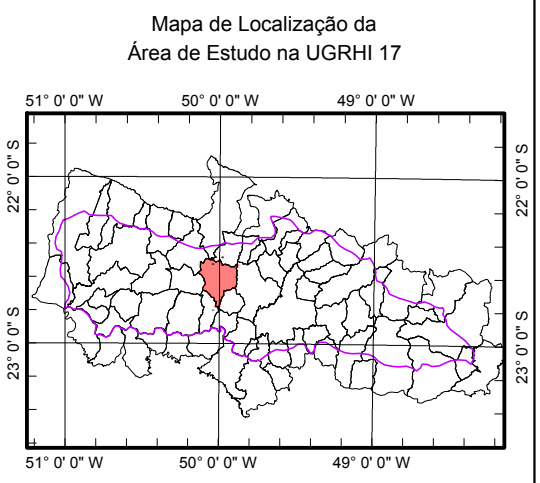 Mapa de Localização da
Área de Estudo na UGRHI 17
51° 0' 0" W 50° 0' 0" W 49° 0' 0" W
22° 0' 0" S
22° 0' 0" S
23° 0' 0" S
23° 0' 0" S
51° 0' 0" W 50° 0' 0" W 49° 0' 0" W